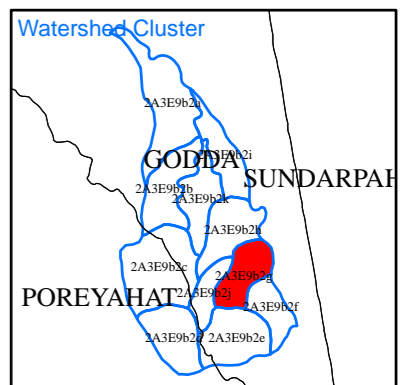 Watershed Cluster
2A3E9b2a
GODDA
2A3E9b2i
SUNDARPAH
2A3E9b2b
2A3E9b2k
2A3E9b2h
2A3E9b2c
2A3E9b2g
POREYAHAT
2A3E9b2j
2A3E9b2f
2A3E9b2d
2A3E9b2e